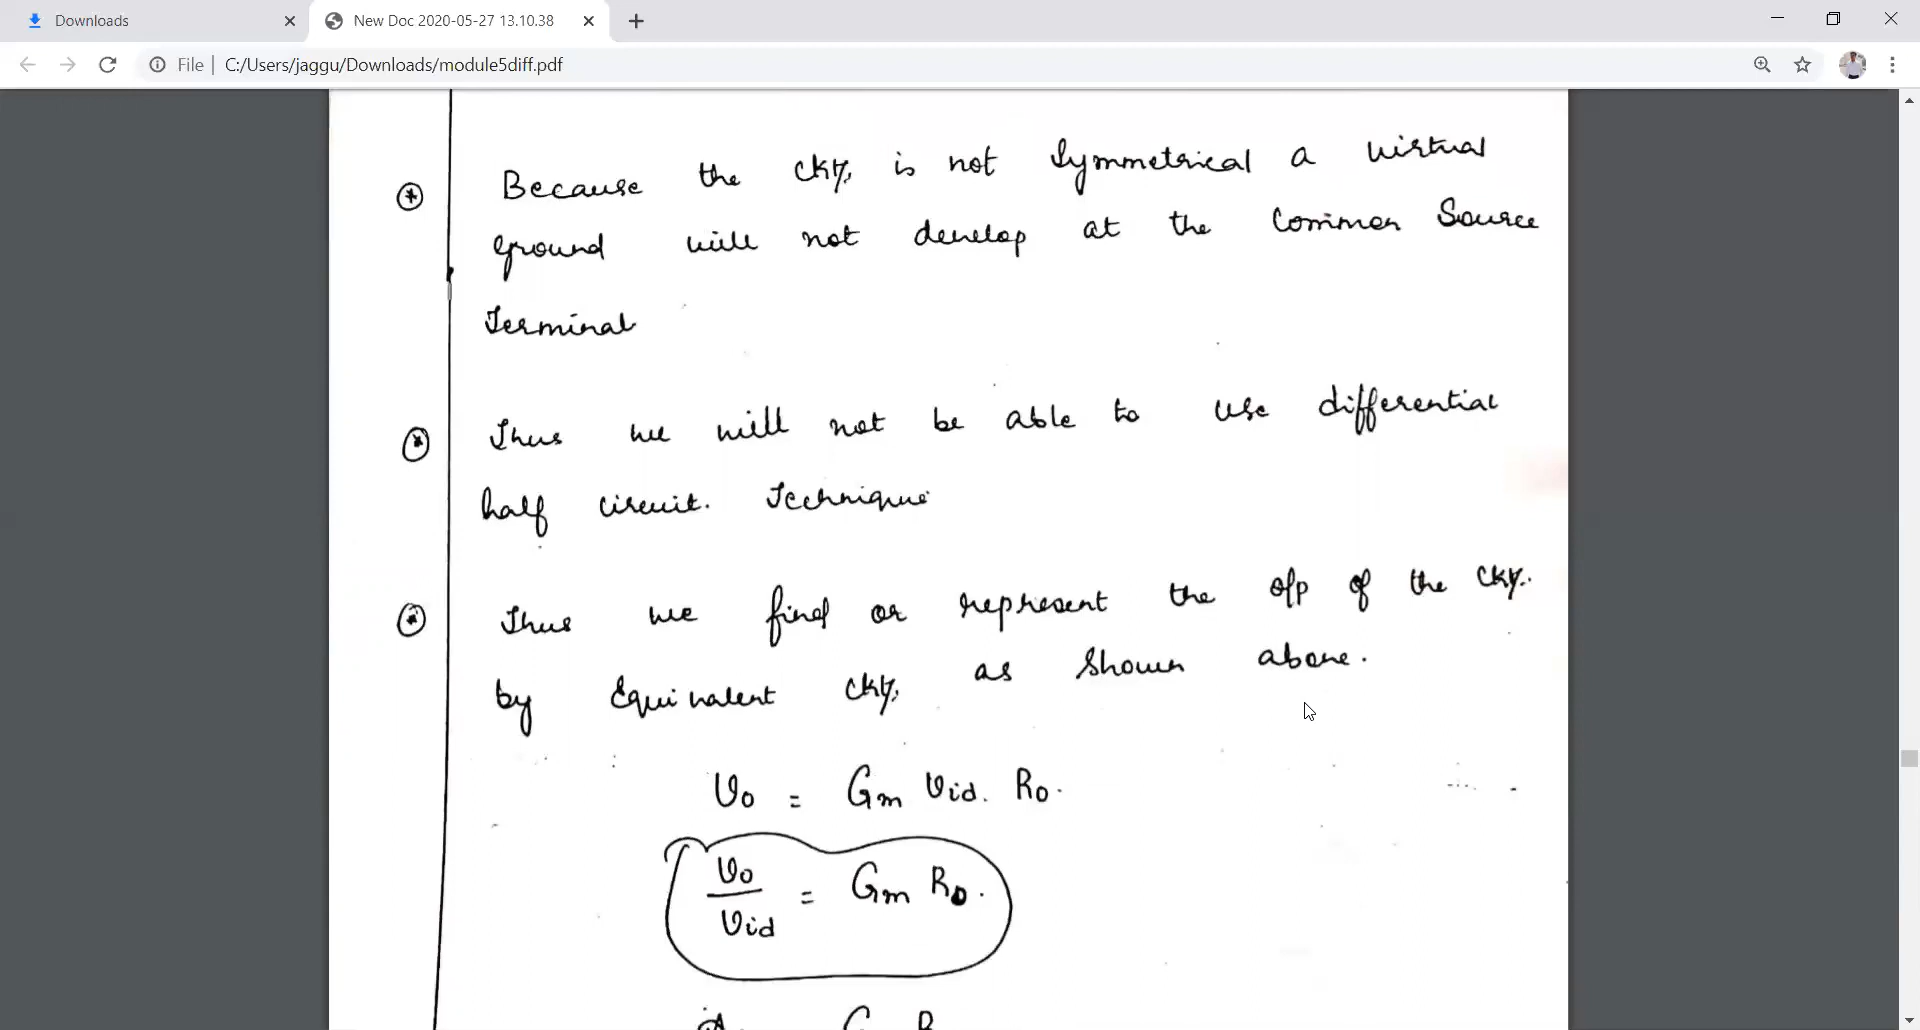 Downloads
New Doc 2020-05-27 13.10.38
File | C:/Users/jaggu/Downloads/module5diff.pdf
Because the ckt, is not Symmetrical a virtual
ground will not develop at the Common Source
Terminal
Thus we will not be able to use differential
half circuit. Technique
Thus we find or represent the o/p of the ckt.
by Equivalent ckt, as shown above.
Vo = Gm Vid. Ro.
Vo
= Gm Ro.
Vid